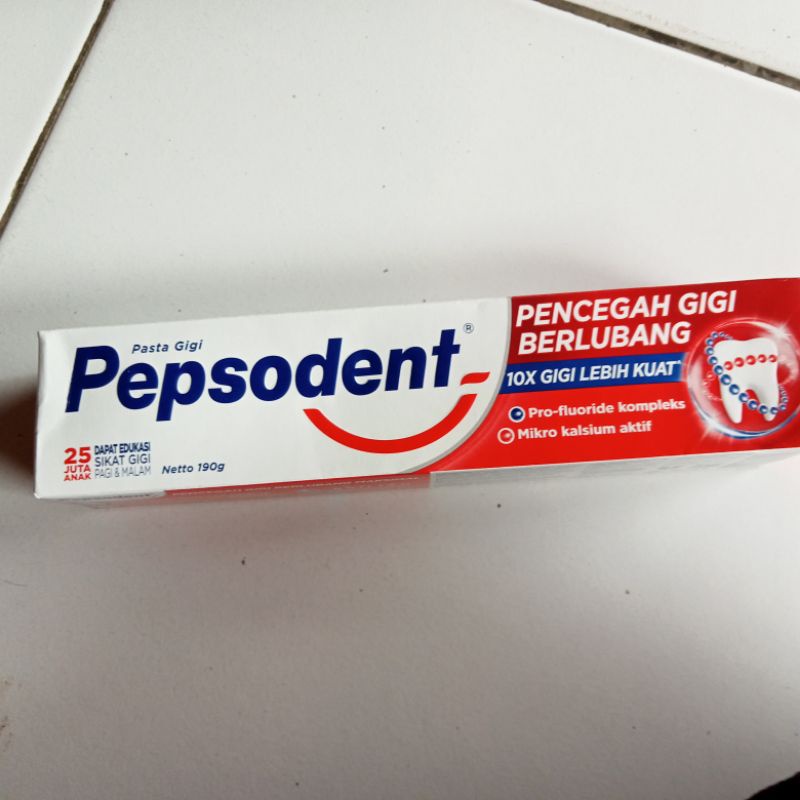 Pasta Gigi
Pepsodent®
25 JUTA ANAK
DAPAT EDUKASI
SIKAT GIGI
PAGI & MALAM
Netto 190g
PENCEGAH GIGI
BERLUBANG
10X GIGI LEBIH KUAT^
Pro-fluoride kompleks
Mikro kalsium aktif